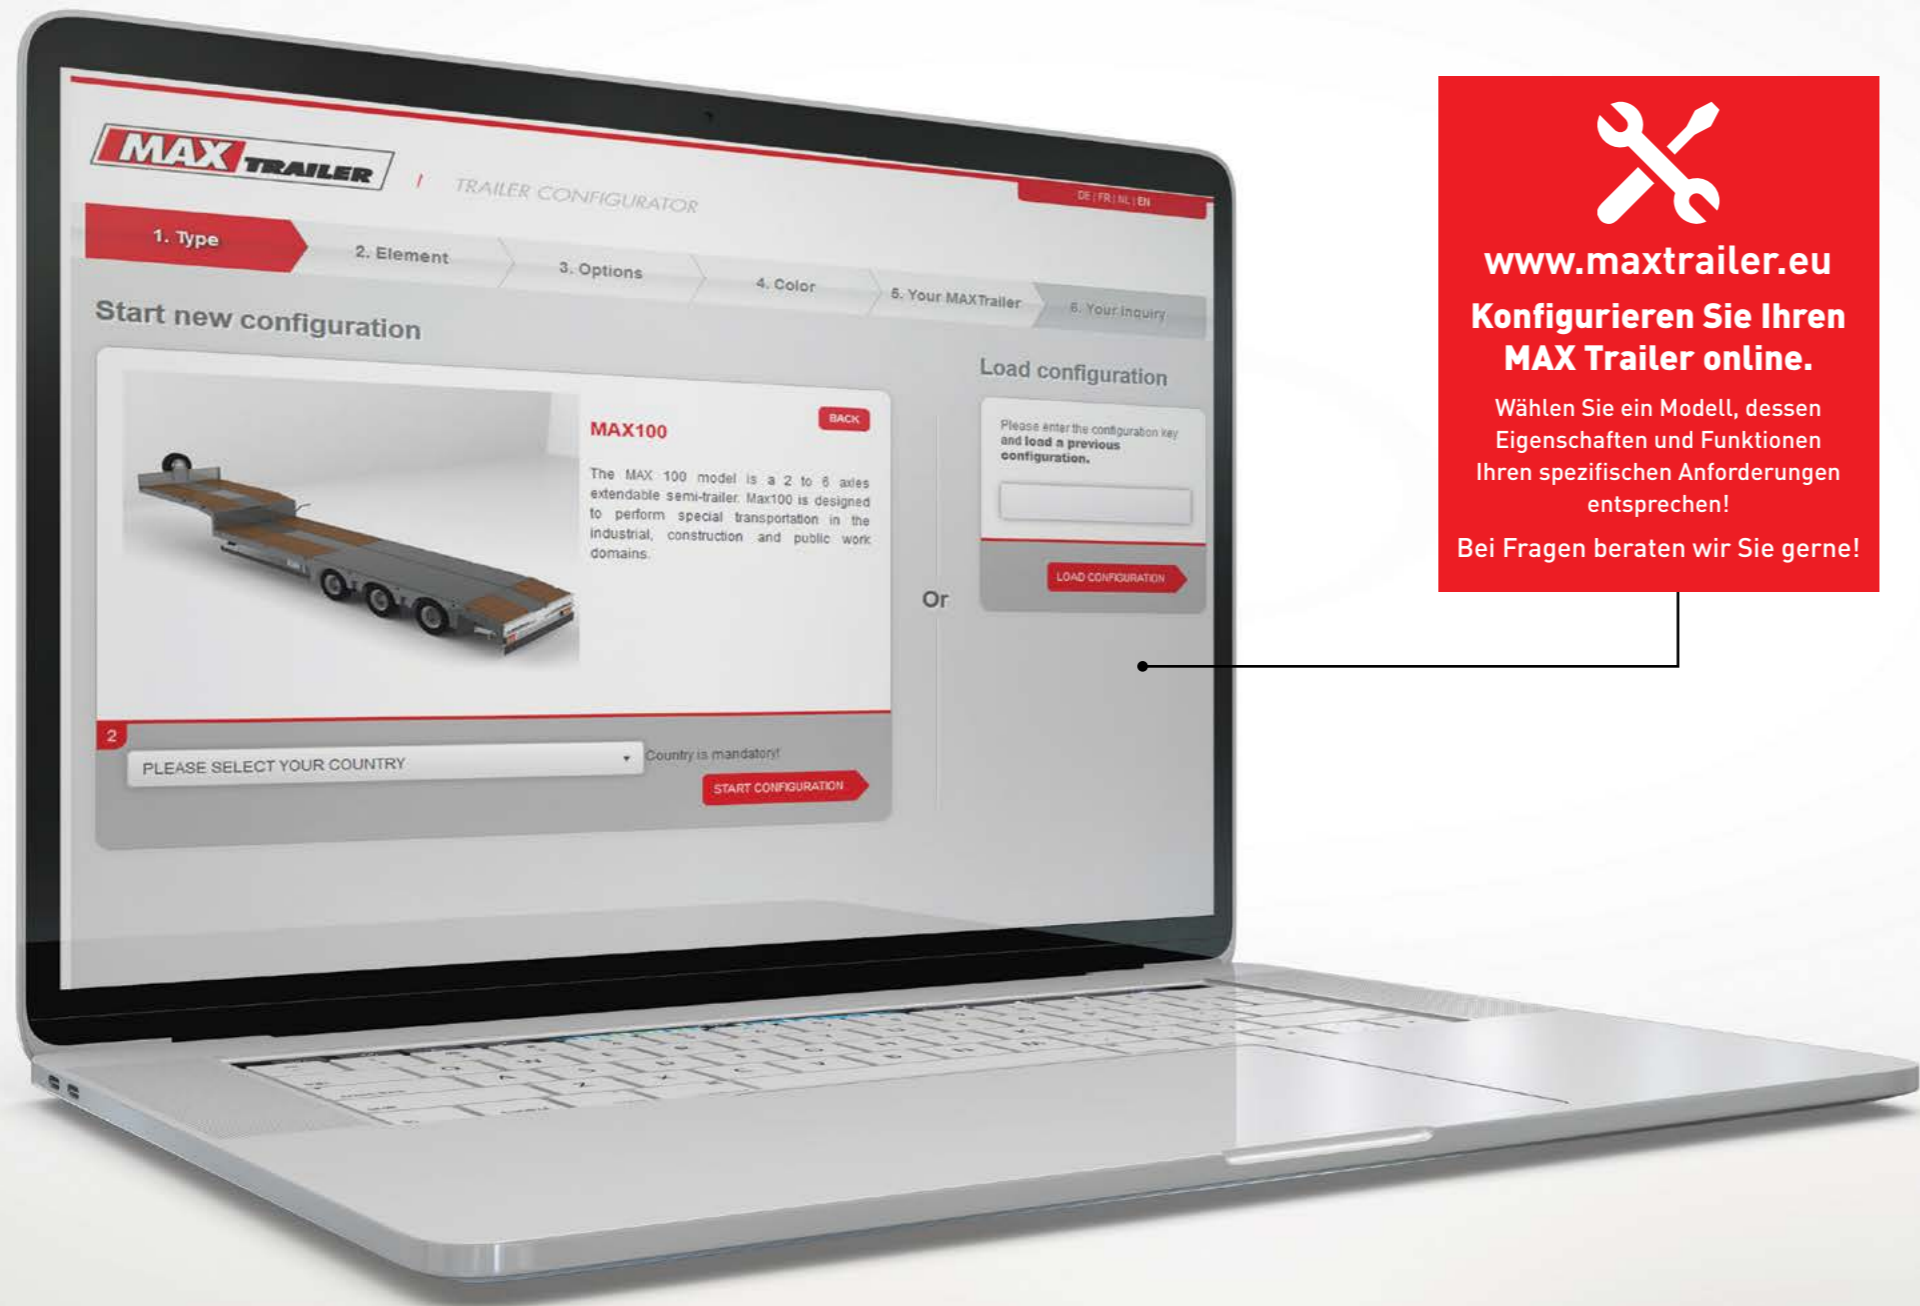 MAX TRAILER
/ TRAILER CONFIGURATOR
DE | FR | NL | EN
1. Type
2. Element
3. Options
4. Color
5. Your MAXTrailer
6. Your Inquiry
Start new configuration
MAX100
BACK
The MAX 100 model is a 2 to 6 axles
extendable semi-trailer. Max100 is designed
to perform special transportation in the
industrial, construction and public work
domains.
2
PLEASE SELECT YOUR COUNTRY
Country is mandatory!
START CONFIGURATION
Or
Load configuration
Please enter the configuration key
and load a previous
configuration.
LOAD CONFIGURATION
www.maxtrailer.eu
Konfigurieren Sie Ihren
MAX Trailer online.
Wählen Sie ein Modell, dessen
Eigenschaften und Funktionen
Ihren spezifischen Anforderungen
entsprechen!
Bei Fragen beraten wir Sie gerne!